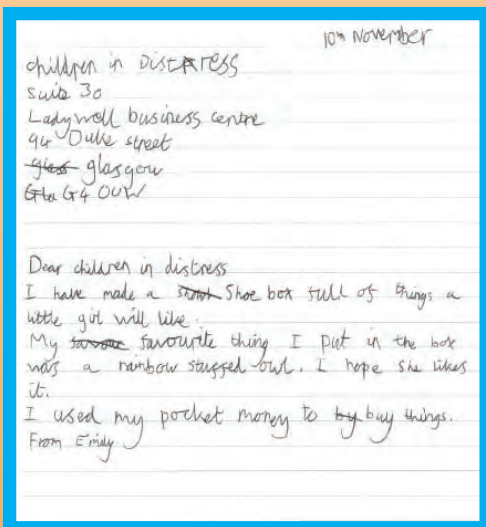 10th November
children in Distress
suite 30
Ladywell business centre
94 Duke street
glasgow
G4 0UW
Dear children in distress
I have made a Shoe box full of things a
little girl will like.
My favourite thing I put in the box
was a rainbow stuffed owl. I hope she likes
it.
I used my pocket money to buy things.
From Emily